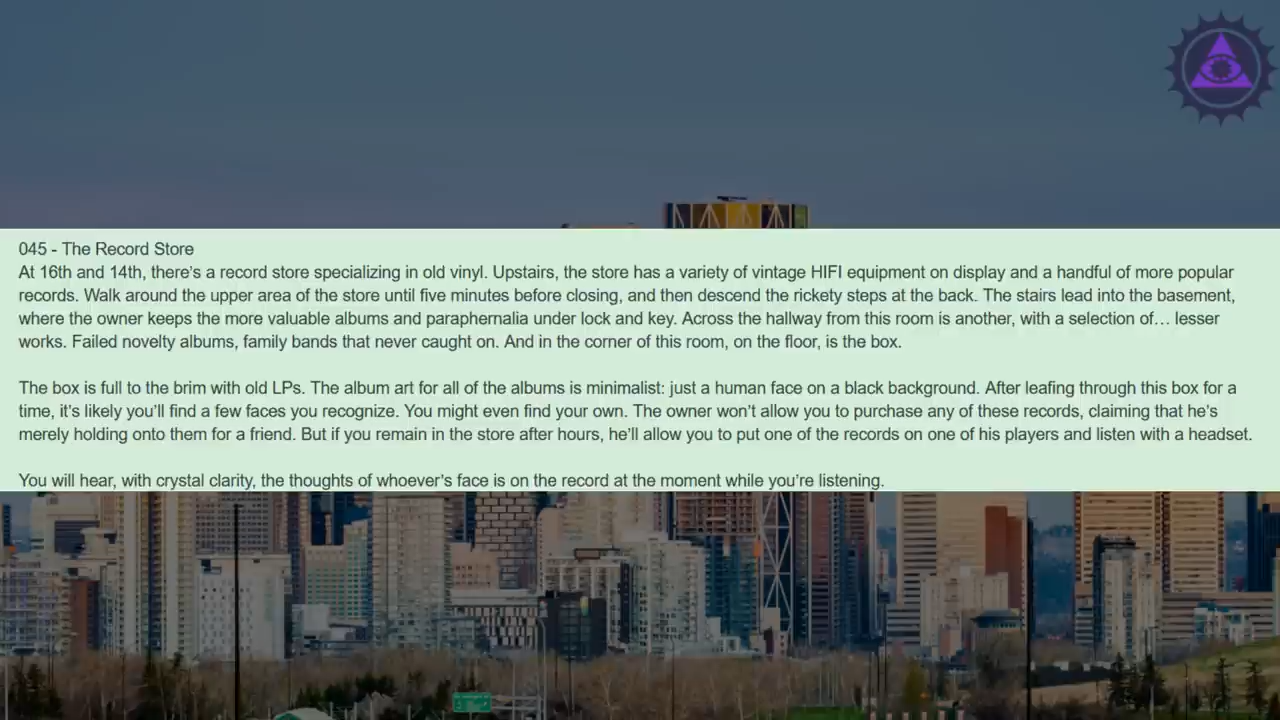 045 - The Record Store
At 16th and 14th, there's a record store specializing in old vinyl. Upstairs, the store has a variety of vintage HIFI equipment on display and a handful of more popular
records. Walk around the upper area of the store until five minutes before closing, and then descend the rickety steps at the back. The stairs lead into the basement,
where the owner keeps the more valuable albums and paraphernalia under lock and key. Across the hallway from this room is another, with a selection of… lesser
works. Failed novelty albums, family bands that never caught on. And in the corner of this room, on the floor, is the box.
The box is full to the brim with old LPs. The album art for all of the albums is minimalist: just a human face on a black background. After leafing through this box for a
time, it's likely you'll find a few faces you recognize. You might even find your own. The owner won't allow you to purchase any of these records, claiming that he's
merely holding onto them for a friend. But if you remain in the store after hours, he'll allow you to put one of the records on one of his players and listen with a headset.
You will hear, with crystal clarity, the thoughts of whoever's face is on the record at the moment while you're listening.